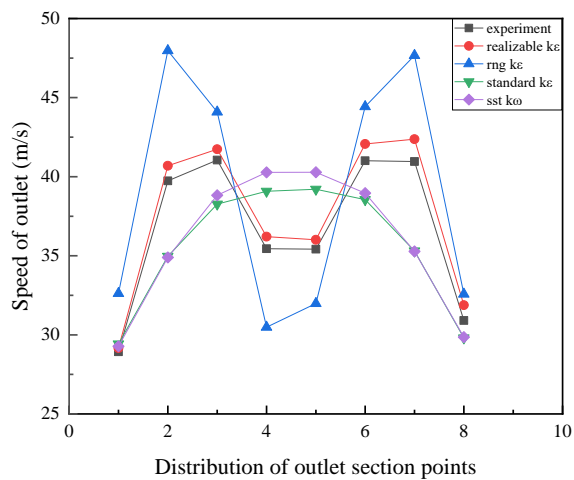 50
45
40
35
30
25
0
2
4
6
8
10
Speed of outlet (m/s)
Distribution of outlet section points
experiment
realizable kε
rng kε
standard kε
sst kω